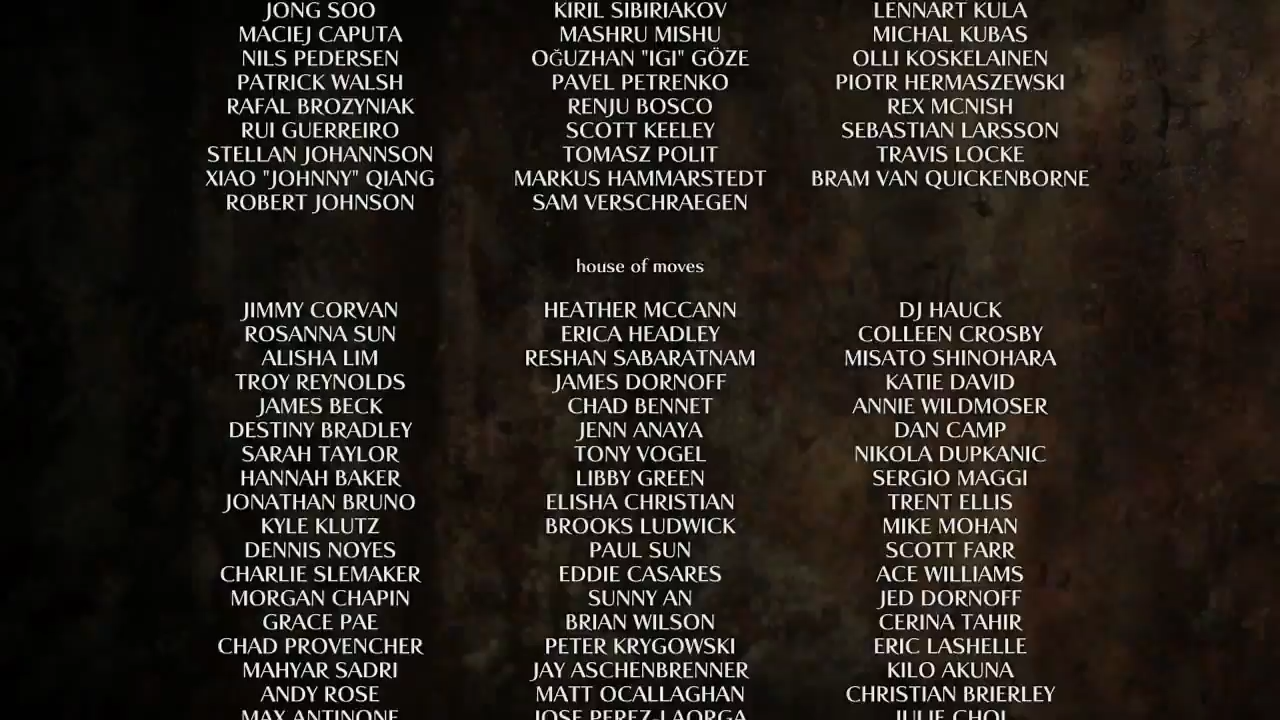 JONG SOO KIRIL SIBIRIAKOV LENNART KULA
MACIEJ CAPUTA MASHRU MISHU MICHAL KUBAS
NILS PEDERSEN OĞUZHAN "IGI" GÖZE OLLI KOSKELAINEN
PATRICK WALSH PAVEL PETRENKO PIOTR HERMASZEWSKI
RAFAL BROZYNIAK RENJU BOSCO REX MCNISH
RUI GUERREIRO SCOTT KEELEY SEBASTIAN LARSSON
STELLAN JOHANNSON TOMASZ POLIT TRAVIS LOCKE
XIAO "JOHNNY" QIANG MARKUS HAMMARSTEDT BRAM VAN QUICKENBORNE
ROBERT JOHNSON SAM VERSCHRAEGEN
house of moves
JIMMY CORVAN HEATHER MCCANN DJ HAUCK
ROSANNA SUN ERICA HEADLEY COLLEEN CROSBY
ALISHA LIM RESHAN SABARATNAM MISATO SHINOHARA
TROY REYNOLDS JAMES DORNOFF KATIE DAVID
JAMES BECK CHAD BENNET ANNIE WILDMOSER
DESTINY BRADLEY JENN ANAYA DAN CAMP
SARAH TAYLOR TONY VOGEL NIKOLA DUPKANIC
HANNAH BAKER LIBBY GREEN SERGIO MAGGI
JONATHAN BRUNO ELISHA CHRISTIAN TRENT ELLIS
KYLE KLUTZ BROOKS LUDWICK MIKE MOHAN
DENNIS NOYES PAUL SUN SCOTT FARR
CHARLIE SLEMAKER EDDIE CASARES ACE WILLIAMS
MORGAN CHAPIN SUNNY AN JED DORNOFF
GRACE PAE BRIAN WILSON CERINA TAHIR
CHAD PROVENCHER PETER KRYGOWSKI ERIC LASHELLE
MAHYAR SADRI JAY ASCHENBRENNER KILO AKUNA
ANDY ROSE MATT OCALLAGHAN CHRISTIAN BRIERLEY
MAX ANTINONE JOSE PEREZ-LAORGA JULIE CHOI